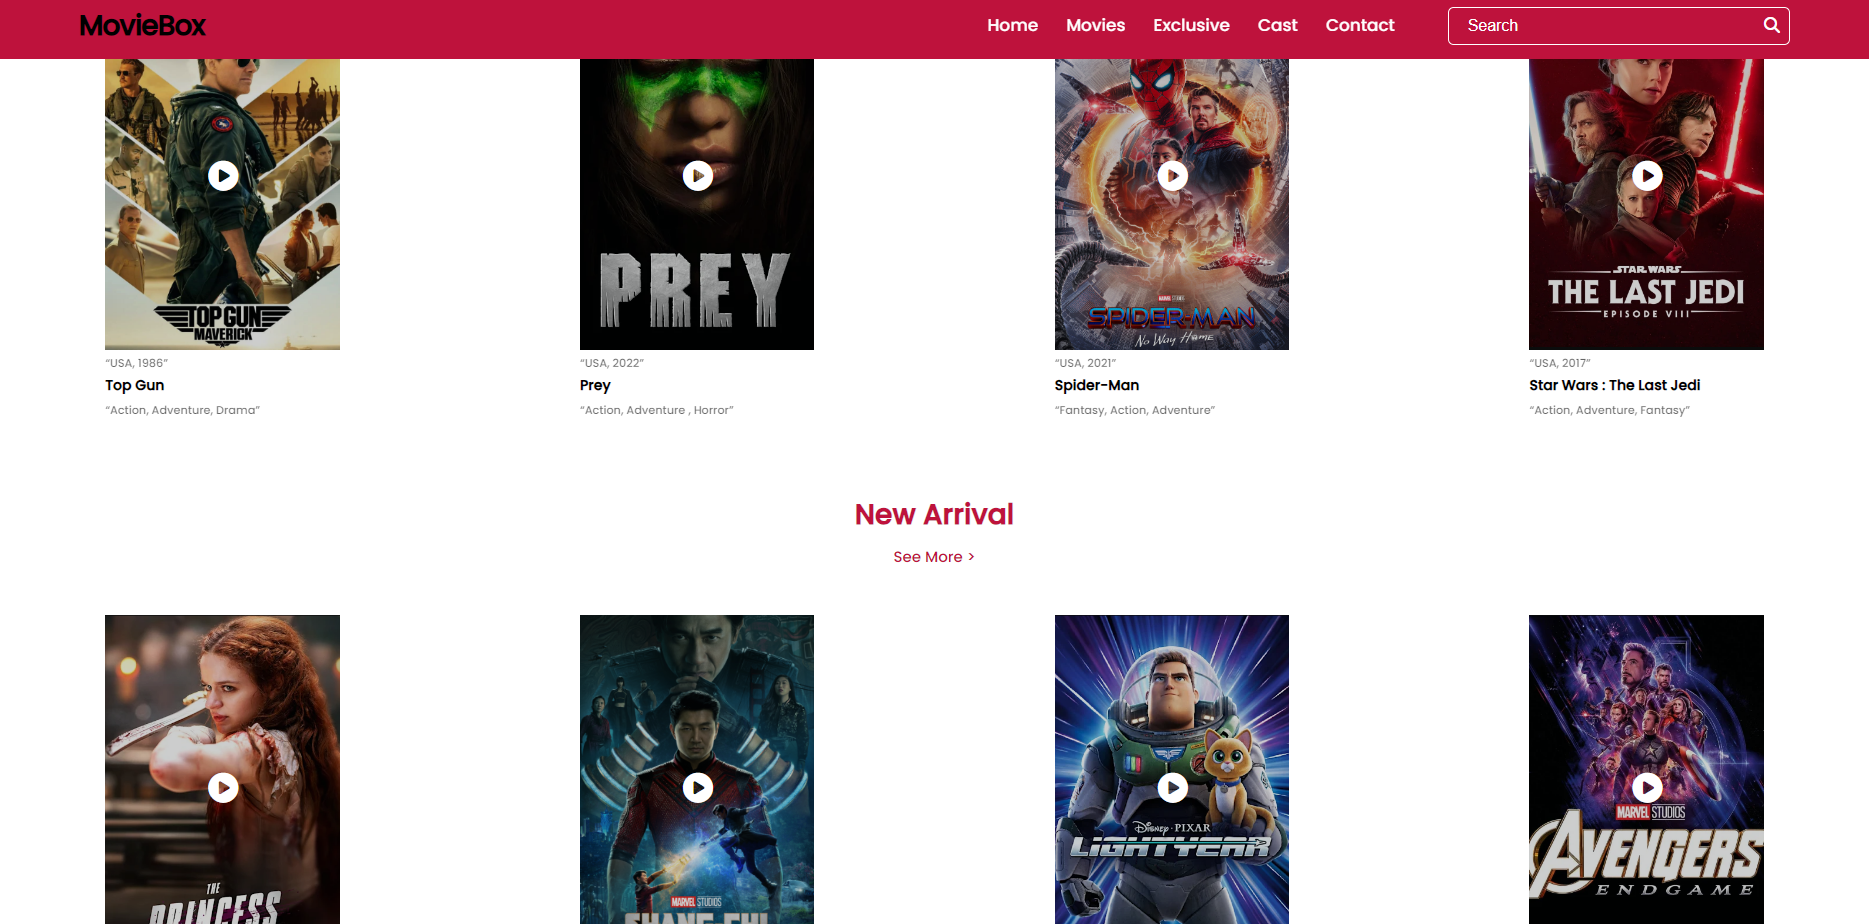 MovieBox
Home Movies Exclusive Cast Contact
Search
TOP GUN
MAVERICK
PREY
MARVEL STUDIOS
SPIDER-MAN
No Way Home
STAR WARS
THE LAST JEDI
EPISODE VIII
“USA, 1986”
Top Gun
“Action, Adventure, Drama”
“USA, 2022”
Prey
“Action, Adventure , Horror”
“USA, 2021”
Spider-Man
“Fantasy, Action, Adventure”
“USA, 2017”
Star Wars : The Last Jedi
“Action, Adventure, Fantasy”
New Arrival
See More >
THE
PRINCESS
MARVEL STUDIOS
SHANG-CHI
DISNEY · PIXAR
LIGHTYEAR
MARVEL STUDIOS
AVENGERS
ENDGAME